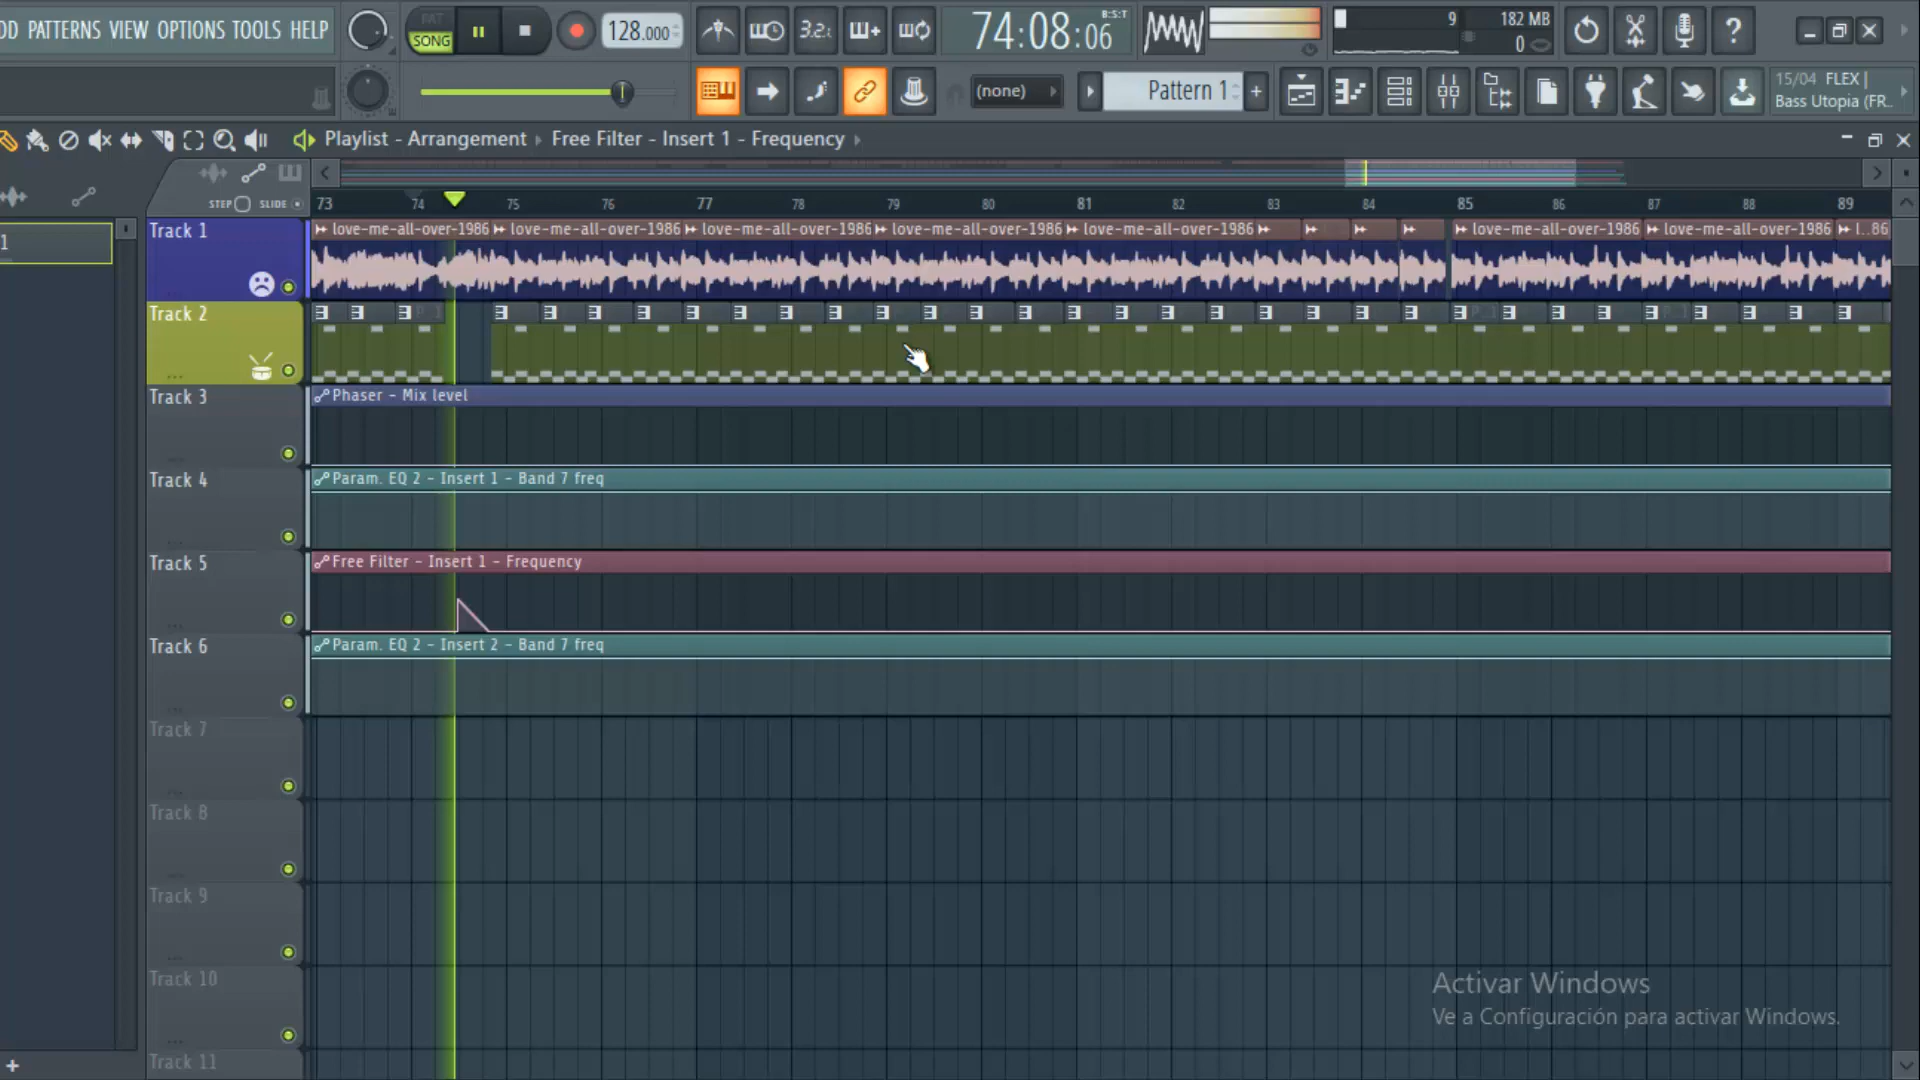 DD PATTERNS VIEW OPTIONS TOOLS HELP
PAT
SONG
128.000
3.2.
74:08:06
B:S:T
9
182 MB
0
(none)
Pattern 1
15/04 FLEX |
Bass Utopia (FR..
Playlist - Arrangement
Free Filter - Insert 1 - Frequency
STEP
SLIDE
73 74 75 76 77 78 79 80 81 82 83 84 85 86 87 88 89
1
Track 1
love-me-all-over-1986
love-me-all-over-1986
love-me-all-over-1986
love-me-all-over-1986
love-me-all-over-1986
love-me-all-over-1986
love-me-all-over-1986
l..86
Track 2
Track 3
Phaser - Mix level
Track 4
Param. EQ 2 - Insert 1 - Band 7 freq
Track 5
Free Filter - Insert 1 - Frequency
Track 6
Param. EQ 2 - Insert 2 - Band 7 freq
Track 7
Track 8
Track 9
Track 10
Track 11
Activar Windows
Ve a Configuración para activar Windows.